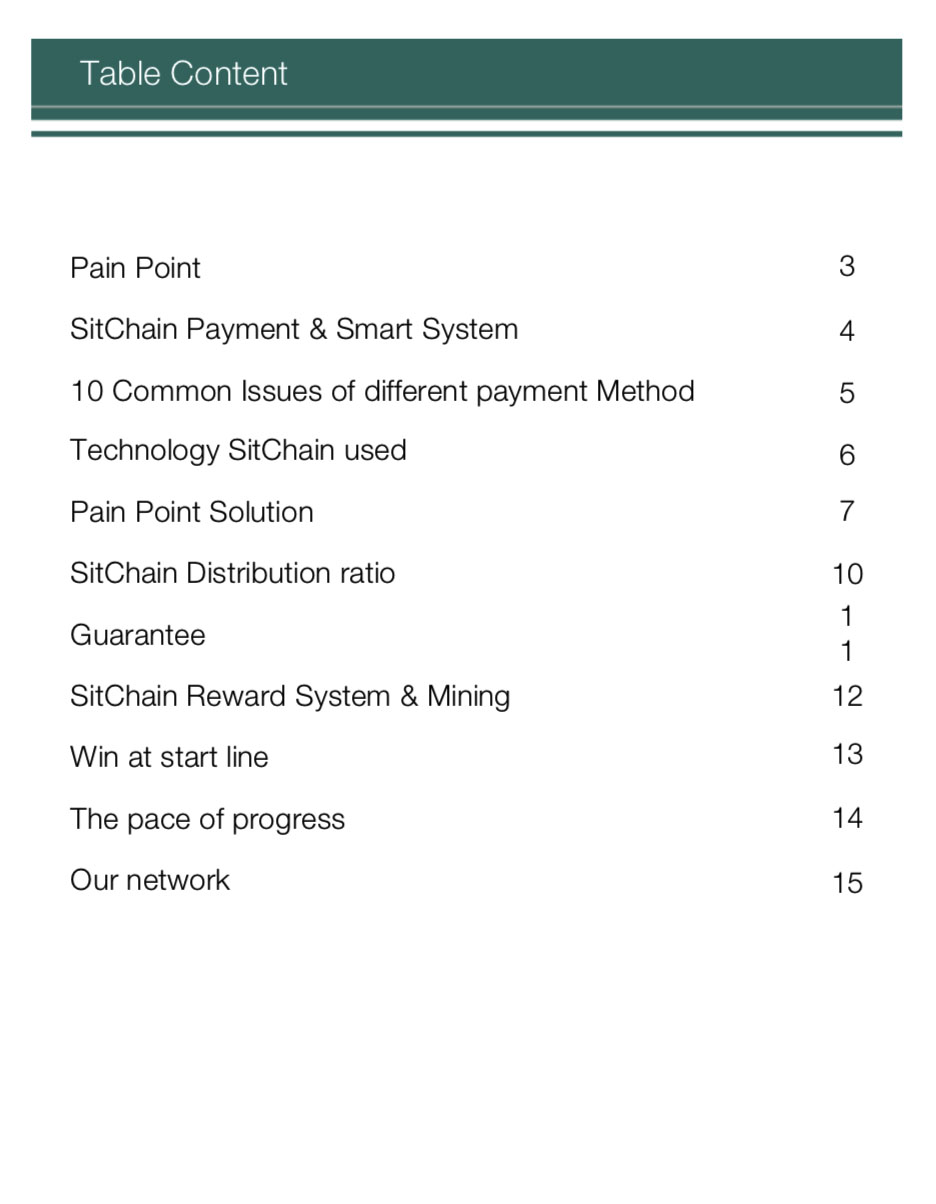 Table Content
Pain Point 3
SitChain Payment & Smart System 4
10 Common Issues of different payment Method 5
Technology SitChain used 6
Pain Point Solution 7
SitChain Distribution ratio 10
Guarantee 1
1
SitChain Reward System & Mining 12
Win at start line 13
The pace of progress 14
Our network 15